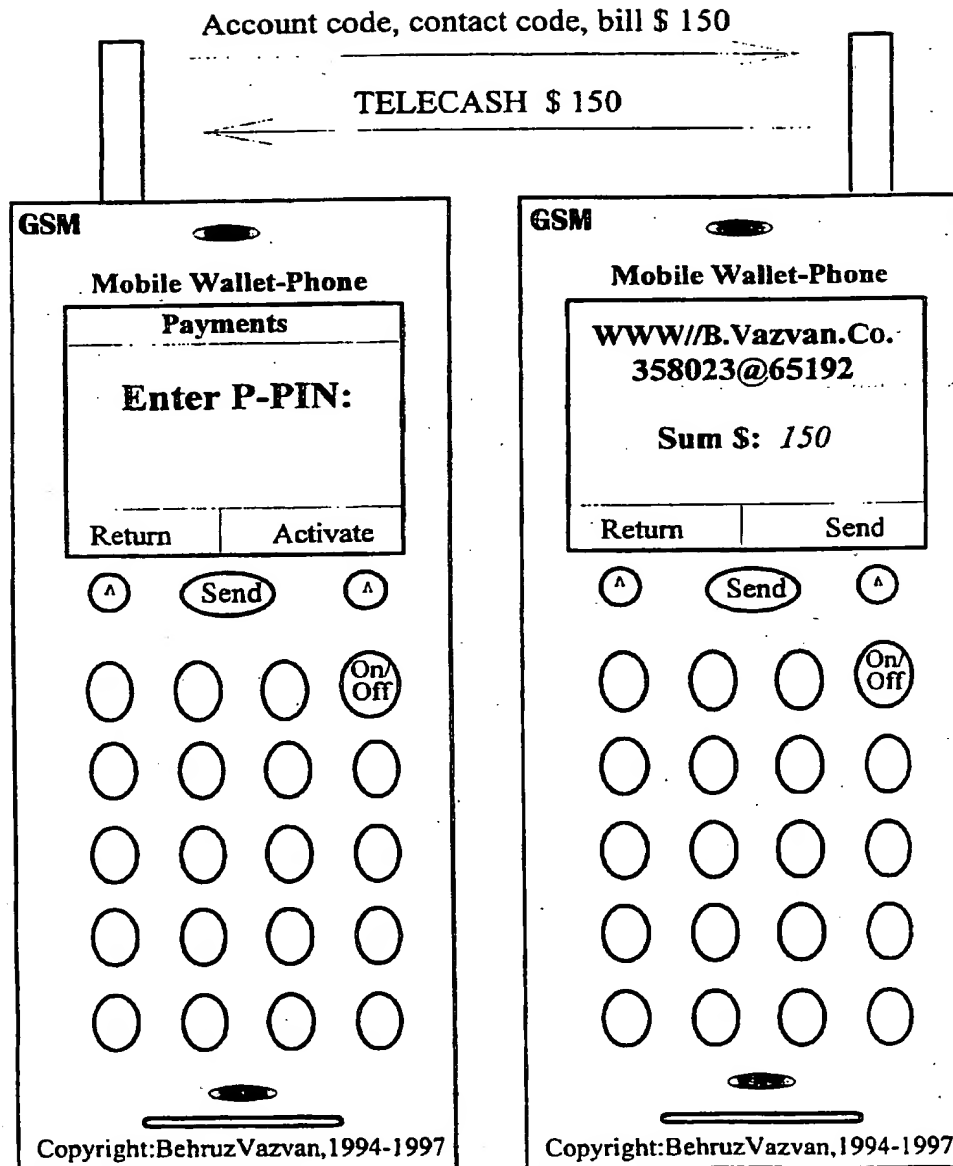 Account code, contact code, bill $ 150
TELECASH $ 150
GSM
Mobile Wallet-Phone
Payments
Enter P-PIN:
Return Activate
^ Send ^
On/
Off
Copyright:BehruzVazvan,1994-1997
GSM
Mobile Wallet-Phone
WWW//B.Vazvan.Co.
358023@65192
Sum $: 150
Return Send
^ Send ^
On/
Off
Copyright:BehruzVazvan,1994-1997